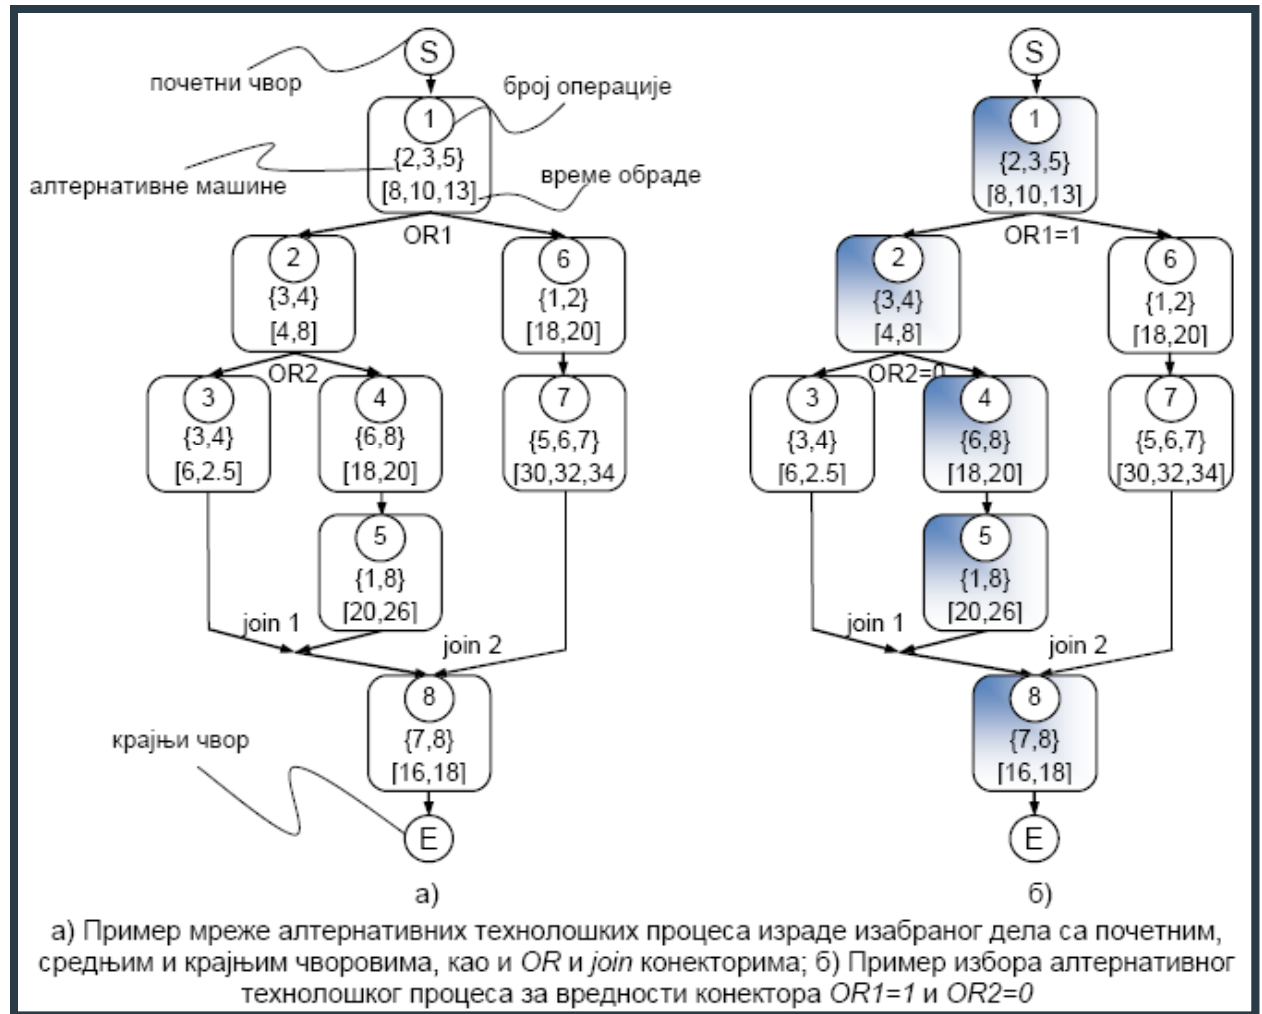 S
почетни чвор
број операције
1
{2,3,5}
[8,10,13]
алтернативне машине
време обраде
OR1
2
{3,4}
[4,8]
6
{1,2}
[18,20]
OR2
3
{3,4}
[6,2.5]
4
{6,8}
[18,20]
7
{5,6,7}
[30,32,34
5
{1,8}
[20,26]
join 1
join 2
8
{7,8}
[16,18]
крајњи чвор
E
а)
S
1
{2,3,5}
[8,10,13]
OR1=1
2
{3,4}
[4,8]
6
{1,2}
[18,20]
OR2=0
3
{3,4}
[6,2.5]
4
{6,8}
[18,20]
7
{5,6,7}
[30,32,34]
5
{1,8}
[20,26]
join 1
join 2
8
{7,8}
[16,18]
E
б)
а) Пример мреже алтернативних технолошких процеса израде изабраног дела са почетним,
средњим и крајњим чворовима, као и OR и join конекторима; б) Пример избора алтернативног
технолошког процеса за вредности конектора OR1=1 и OR2=0